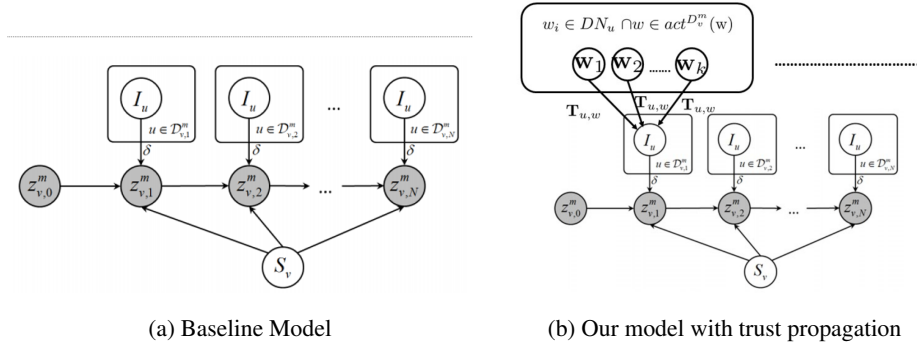 w_i ∈ DN_u ∩w ∈ act^{D_v^m}(w)
w_1 w_2 ....... w_k
T_{u,w} T_{u,w} T_{u,w}
I_u I_u ... I_u
u ∈ D^m_{v,1} u ∈ D^m_{v,2} u ∈ D^m_{v,N}
δ δ δ
z^m_{v,0} z^m_{v,1} z^m_{v,2} ... z^m_{v,N}
S_v
(a) Baseline Model
I_u I_u ... I_u
u ∈ D^m_{v,1} u ∈ D^m_{v,2} u ∈ D^m_{v,N}
δ δ δ
z^m_{v,0} z^m_{v,1} z^m_{v,2} ... z^m_{v,N}
S_v
(b) Our model with trust propagation